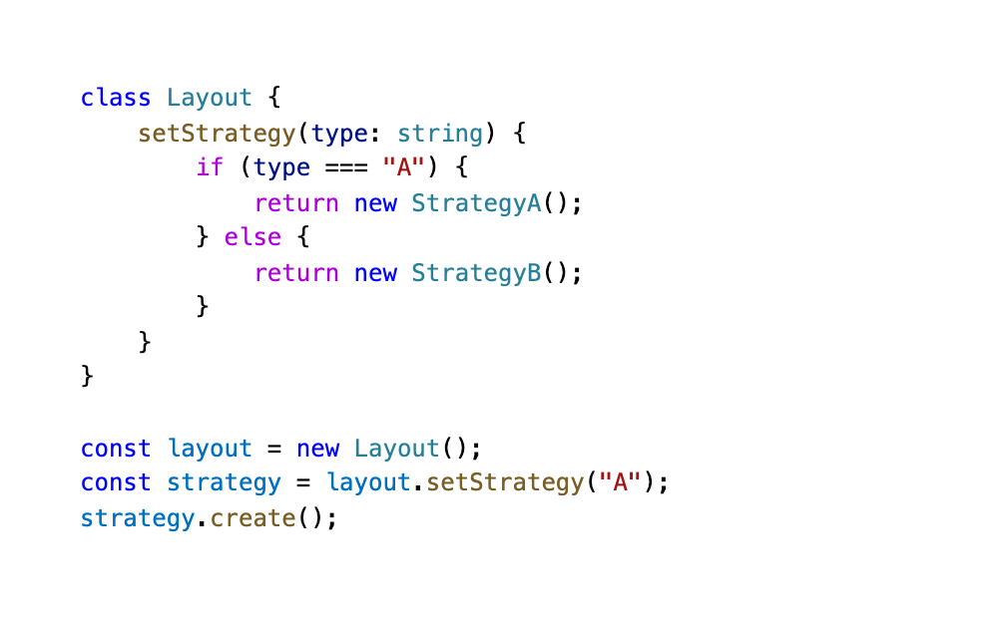 class Layout {
    setStrategy(type: string) {
        if (type === "A") {
            return new StrategyA();
        } else {
            return new StrategyB();
        }
    }
}

const layout = new Layout();
const strategy = layout.setStrategy("A");
strategy.create();